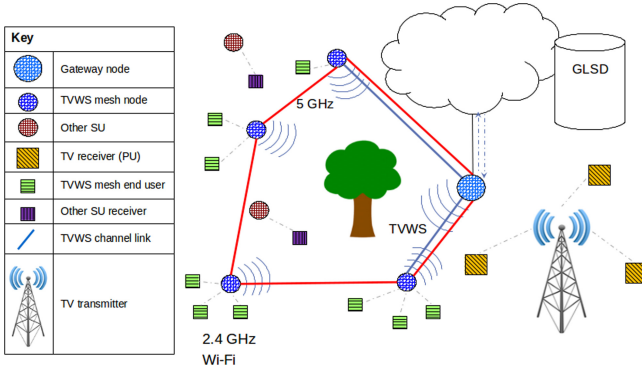 Key
Gateway node
TVWS mesh node
Other SU
TV receiver (PU)
TVWS mesh end user
Other SU receiver
TVWS channel link
TV transmitter
5 GHz
GLSD
TVWS
2.4 GHz
Wi-Fi